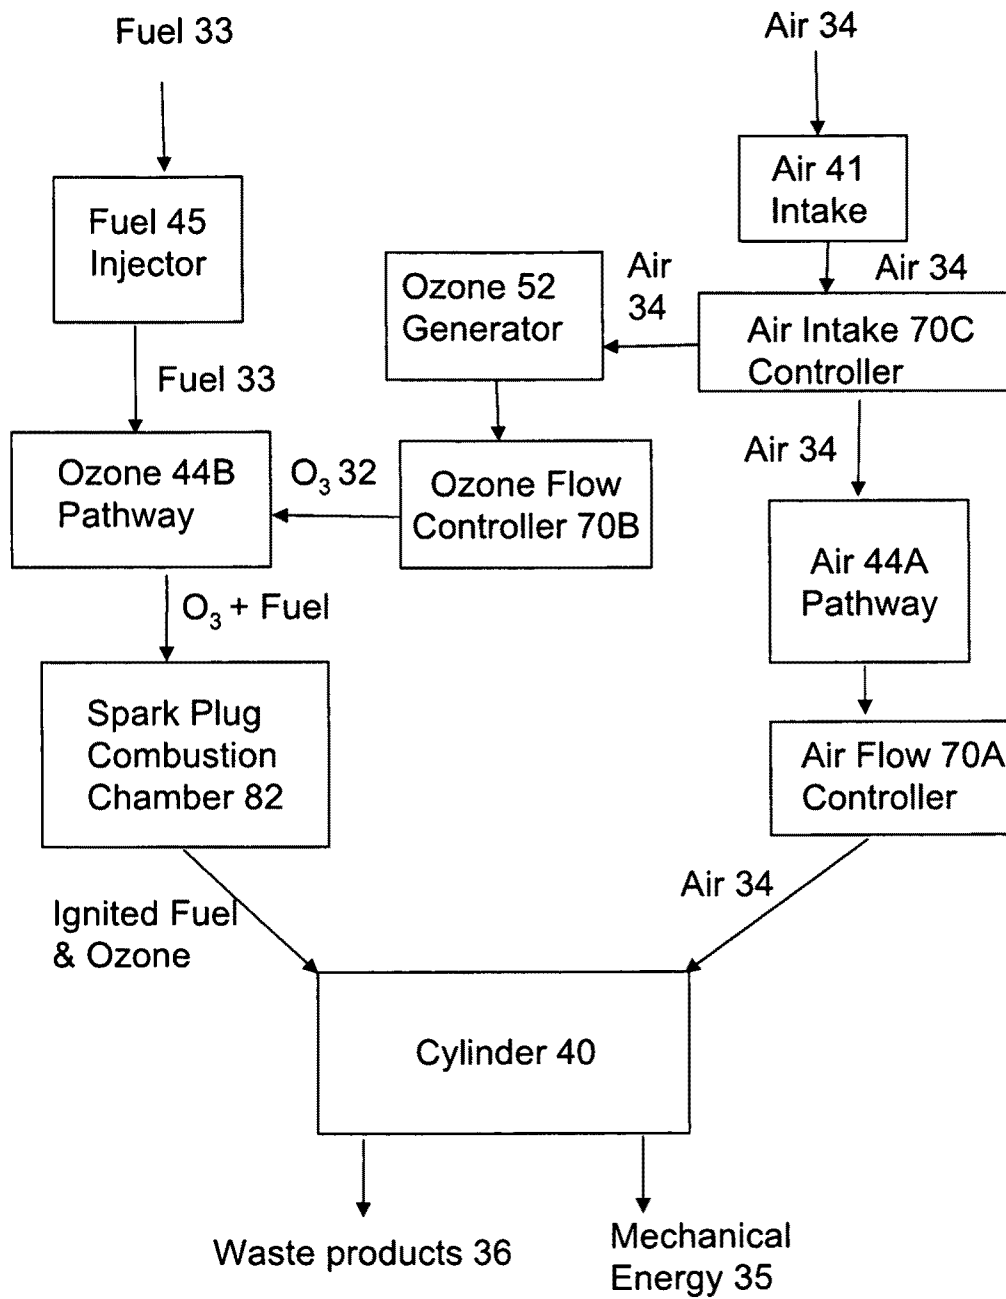 Fuel 33
Air 34
Air 41
Intake
Fuel 45
Injector
Air
34
Air 34
Ozone 52
Generator
Air Intake 70C
Controller
Fuel 33
Air 34
Ozone 44B
Pathway
O₃ 32
Ozone Flow
Controller 70B
Air 44A
Pathway
O₃ + Fuel
Spark Plug
Combustion
Chamber 82
Air Flow 70A
Controller
Ignited Fuel
& Ozone
Air 34
Cylinder 40
Waste products 36
Mechanical
Energy 35